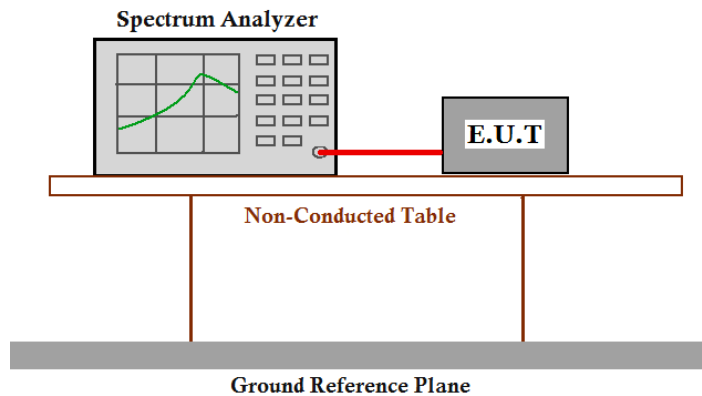 Spectrum Analyzer
E.U.T
Non-Conducted Table
Ground Reference Plane